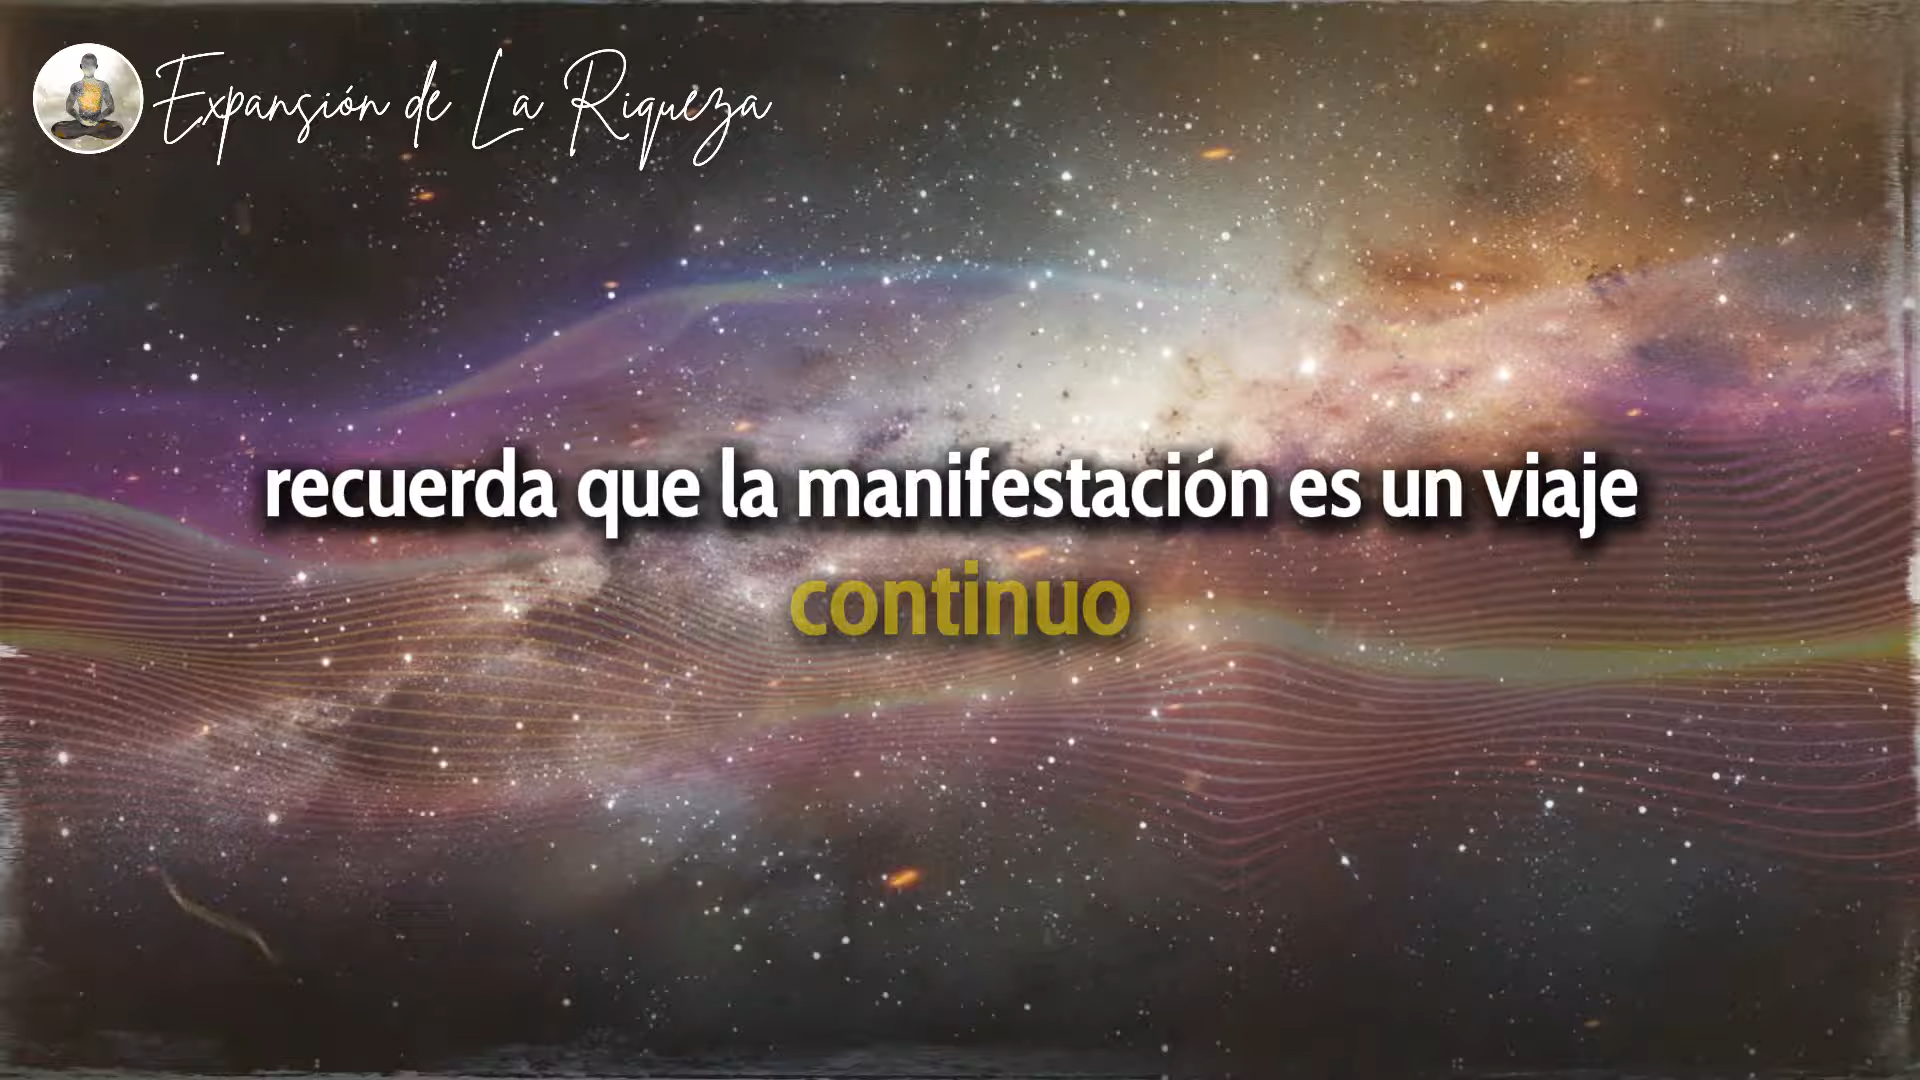 Expansión de La Riqueza
recuerda que la manifestación es un viaje
continuo